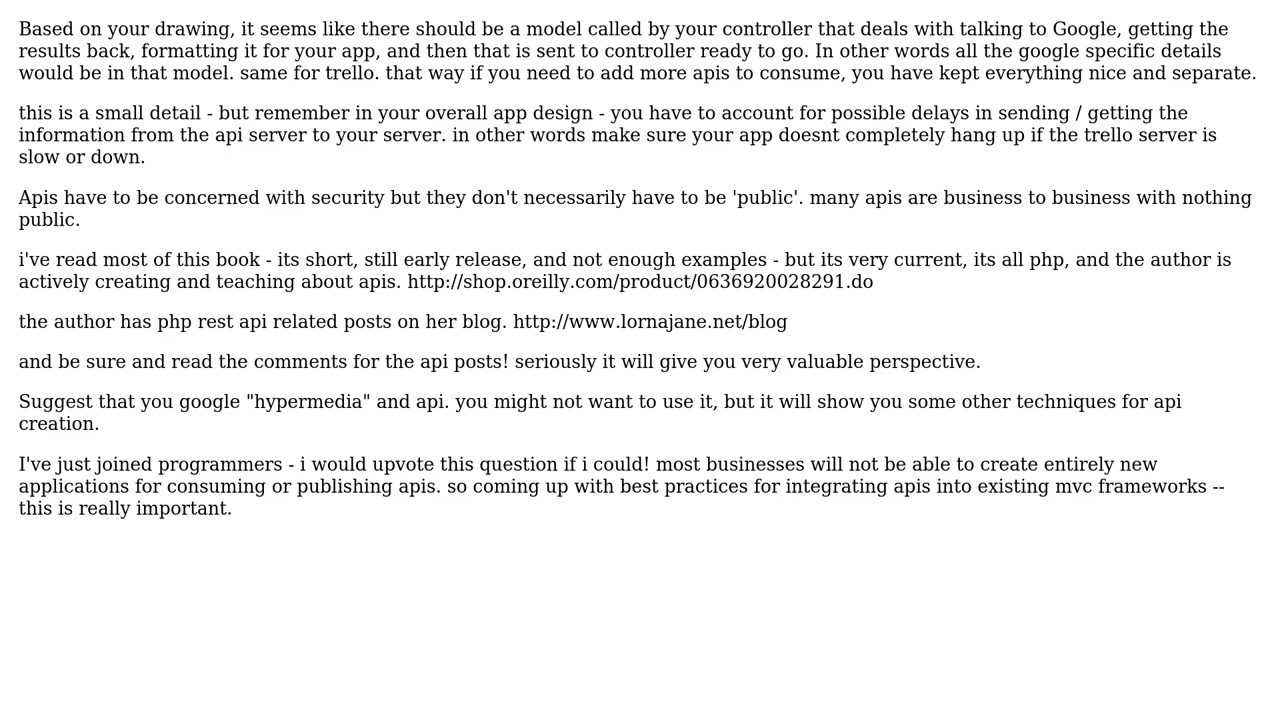 Based on your drawing, it seems like there should be a model called by your controller that deals with talking to Google, getting the
results back, formatting it for your app, and then that is sent to controller ready to go. In other words all the google specific details
would be in that model. same for trello. that way if you need to add more apis to consume, you have kept everything nice and separate.
this is a small detail - but remember in your overall app design - you have to account for possible delays in sending / getting the
information from the api server to your server. in other words make sure your app doesnt completely hang up if the trello server is
slow or down.
Apis have to be concerned with security but they don't necessarily have to be 'public'. many apis are business to business with nothing
public.
i've read most of this book - its short, still early release, and not enough examples - but its very current, its all php, and the author is
actively creating and teaching about apis. http://shop.oreilly.com/product/0636920028291.do
the author has php rest api related posts on her blog. http://www.lornajane.net/blog
and be sure and read the comments for the api posts! seriously it will give you very valuable perspective.
Suggest that you google "hypermedia" and api. you might not want to use it, but it will show you some other techniques for api
creation.
I've just joined programmers - i would upvote this question if i could! most businesses will not be able to create entirely new
applications for consuming or publishing apis. so coming up with best practices for integrating apis into existing mvc frameworks --
this is really important.